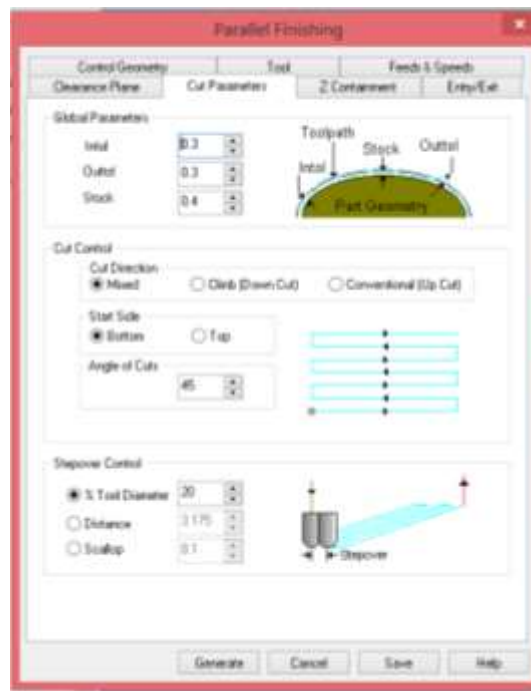 Parallel Finishing
Control Geometry Tool Feeds & Speeds
Clearance Plane Cut Parameters Z Containment Entry/Exit
Global Parameters
Intol 0.3
Outtol 0.3
Stock 0.4
Toolpath
Stock Outtol
Intol
Part Geometry
Cut Control
Cut Direction
Mixed Climb (Down Cut) Conventional (Up Cut)
Start Side
Bottom Top
Angle of Cuts
45
Stepover Control
% Tool Diameter 20
Distance 3.175
Scallop 0.1
Stepover
Generate Cancel Save Help